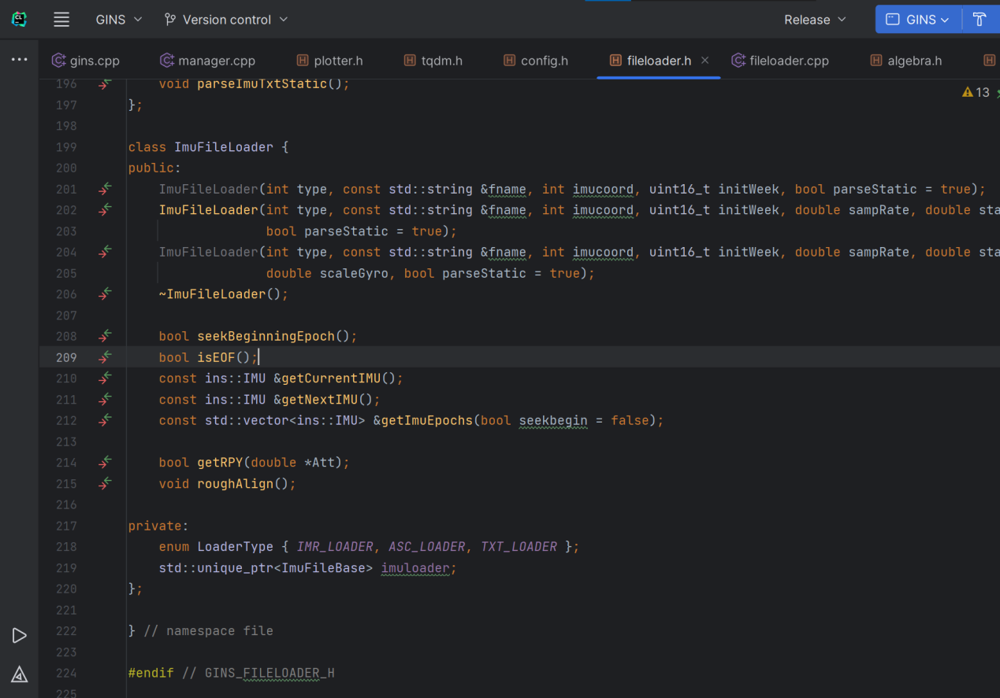 CL GINS Version control Release GINS
gins.cpp manager.cpp plotter.h tqdm.h config.h fileloader.h fileloader.cpp algebra.h
13
196 void parseImuTxtStatic();
197 };
198
199 class ImuFileLoader {
200 public:
201 ImuFileLoader(int type, const std::string &fname, int imucoord, uint16_t initWeek, bool parseStatic = true);
202 ImuFileLoader(int type, const std::string &fname, int imucoord, uint16_t initWeek, double sampRate, double sta
203 bool parseStatic = true);
204 ImuFileLoader(int type, const std::string &fname, int imucoord, uint16_t initWeek, double sampRate, double sta
205 double scaleGyro, bool parseStatic = true);
206 ~ImuFileLoader();
207
208 bool seekBeginningEpoch();
209 bool isEOF();
210 const ins::IMU &getCurrentIMU();
211 const ins::IMU &getNextIMU();
212 const std::vector<ins::IMU> &getImuEpochs(bool seekbegin = false);
213
214 bool getRPY(double *Att);
215 void roughAlign();
216
217 private:
218 enum LoaderType { IMR_LOADER, ASC_LOADER, TXT_LOADER };
219 std::unique_ptr<ImuFileBase> imuloader;
220 };
221
222 } // namespace file
223
224 #endif // GINS_FILELOADER_H
225